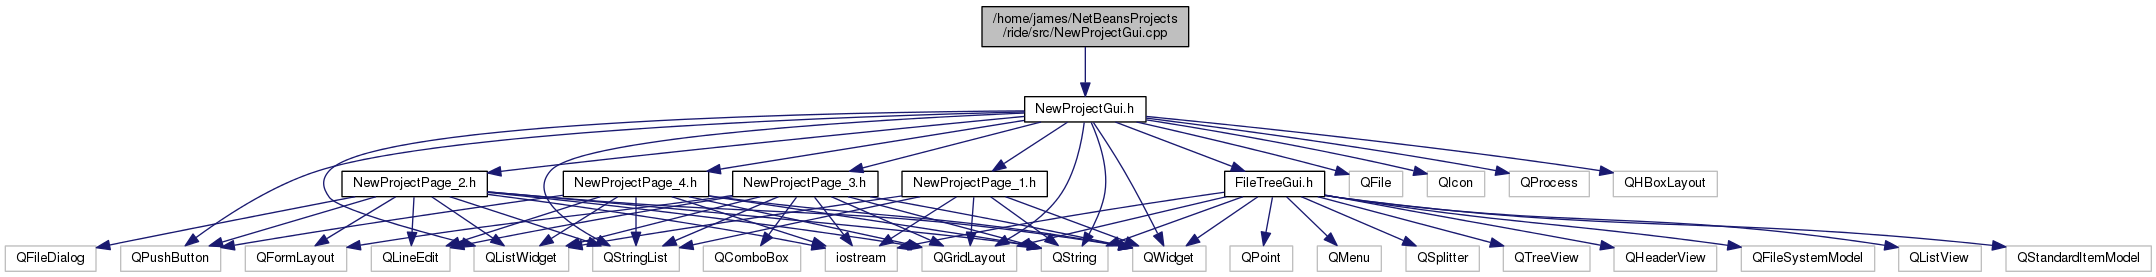 /home/james/NetBeansProjects
/ride/src/NewProjectGui.cpp
NewProjectGui.h
NewProjectPage_2.h
NewProjectPage_4.h
NewProjectPage_3.h
NewProjectPage_1.h
FileTreeGui.h
QFile
QIcon
QProcess
QHBoxLayout
QFileDialog
QPushButton
QFormLayout
QLineEdit
QListWidget
QStringList
QComboBox
iostream
QGridLayout
QString
QWidget
QPoint
QMenu
QSplitter
QTreeView
QHeaderView
QFileSystemModel
QListView
QStandardItemModel